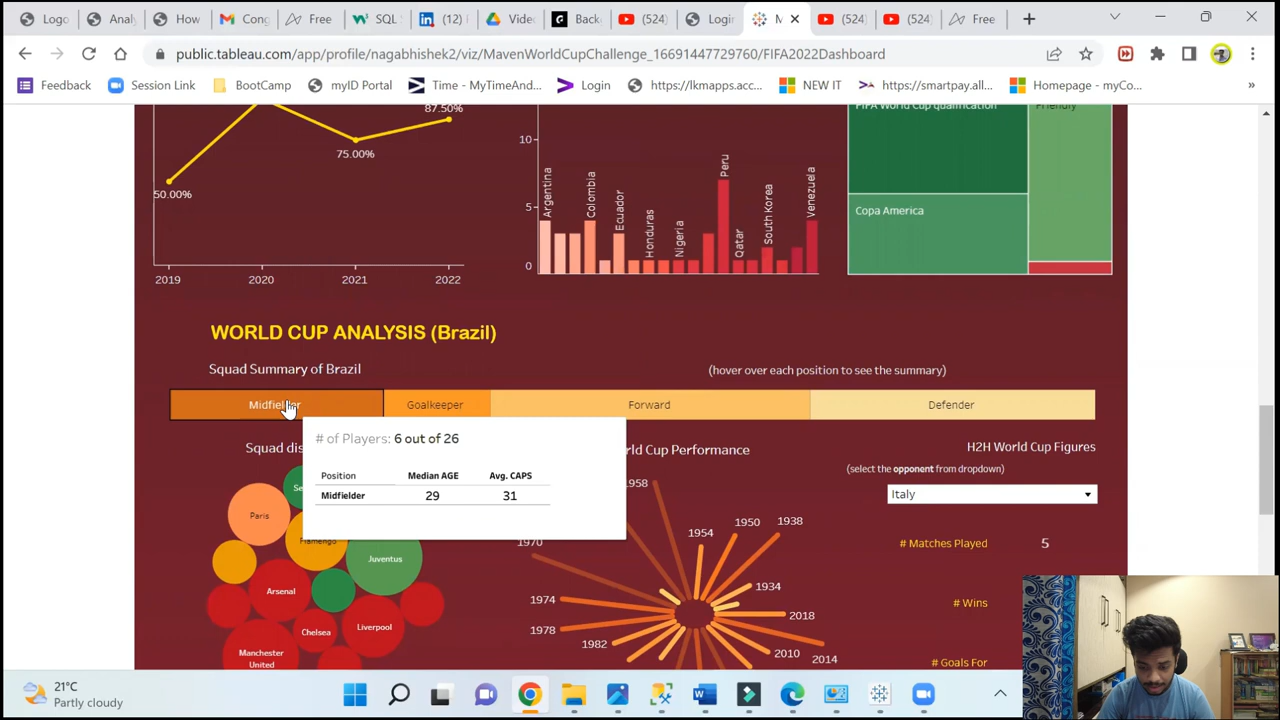 Logo
Analy
How
Cong
Free
SQL
(12)
Video
Back
(524)
Login
M
(524)
(524)
Free
public.tableau.com/app/profile/nagabhishek2/viz/MavenWorldCupChallenge_16691447729760/FIFA2022Dashboard
Feedback
Session Link
BootCamp
myID Portal
Time - MyTimeAnd...
Login
https://lkmapps.acc...
NEW IT
https://smartpay.all...
Homepage - myCo...
»
87.50%
75.00%
50.00%
2019
2020
2021
2022
10
5
0
Argentina
Colombia
Ecuador
Honduras
Nigeria
Peru
Qatar
South Korea
Venezuela
FIFA World Cup qualification
Friendly
Copa America
WORLD CUP ANALYSIS (Brazil)
Squad Summary of Brazil
(hover over each position to see the summary)
Midfielder
Goalkeeper
Forward
Defender
# of Players: 6 out of 26
Position Median AGE Avg. CAPS
Midfielder 29 31
Squad dis
rld Cup Performance
H2H World Cup Figures
(select the opponent from dropdown)
Italy
# Matches Played 5
# Wins
# Goals For
Se
Paris
Flamengo
Juventus
Arsenal
Chelsea
Liverpool
Manchester
United
1958
1954
1950
1938
1970
1934
1974
2018
1978
1982
2010
2014
21°C
Partly cloudy